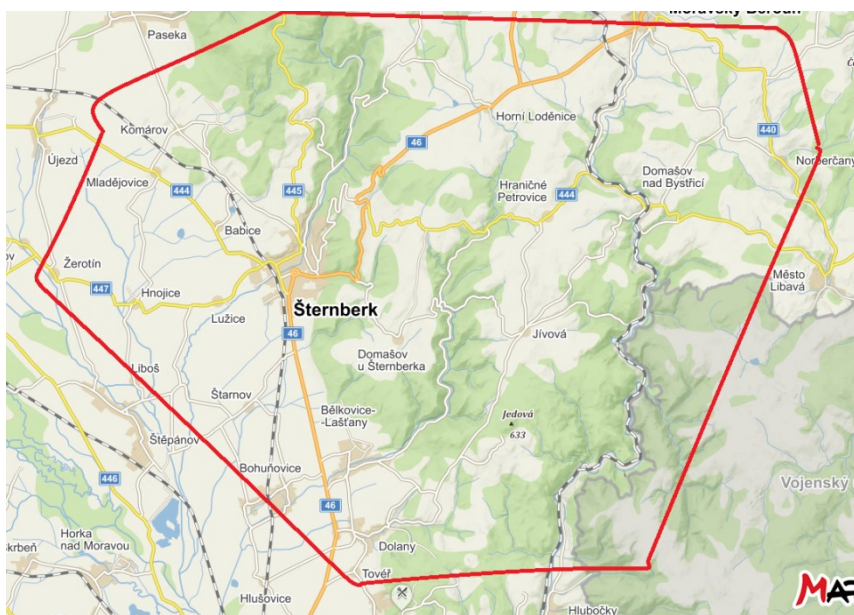 Moravský Beroun
Paseka
Komárov
Horní Loděnice
46
440
Újezd
Mladějovice
444
445
Hraničné
Petrovice
444
Domašov
nad Bystřicí
Norberčany
Babice
Žerotín
447
Hnojice
Město
Libavá
Šternberk
Lužice
46
Jívová
Domašov
u Šternberka
Liboš
Štarnov
Bělkovice-
Lašťany
Jedová
633
Štěpánov
Bohuňovice
446
46
Vojenský
Horka
nad Moravou
Skrbeň
Dolany
Tovéř
Hlušovice
Hlubočky